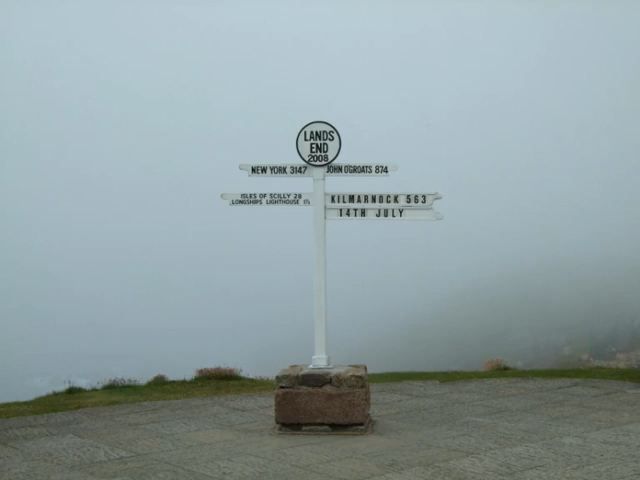 LANDS
END
2008
NEW YORK 3147
JOHN O'GROATS 874
ISLES OF SCILLY 28
LONGSHIPS LIGHTHOUSE 1½
KILMARNOCK 563
14TH JULY